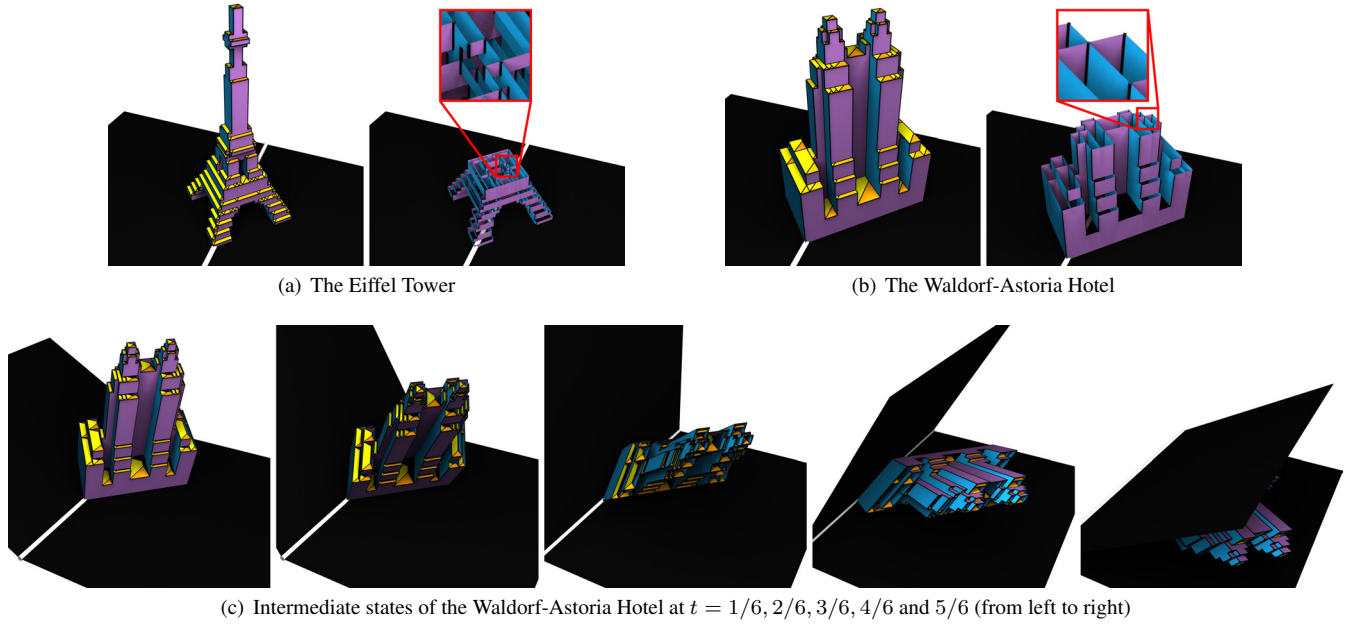 (a) The Eiffel Tower
(b) The Waldorf-Astoria Hotel
(c) Intermediate states of the Waldorf-Astoria Hotel at t = 1/6, 2/6, 3/6, 4/6 and 5/6 (from left to right)